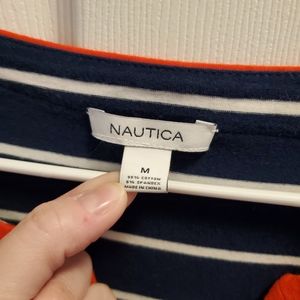 NAUTICA
M
95% COTTON
5% SPANDEX
MADE IN CHINA